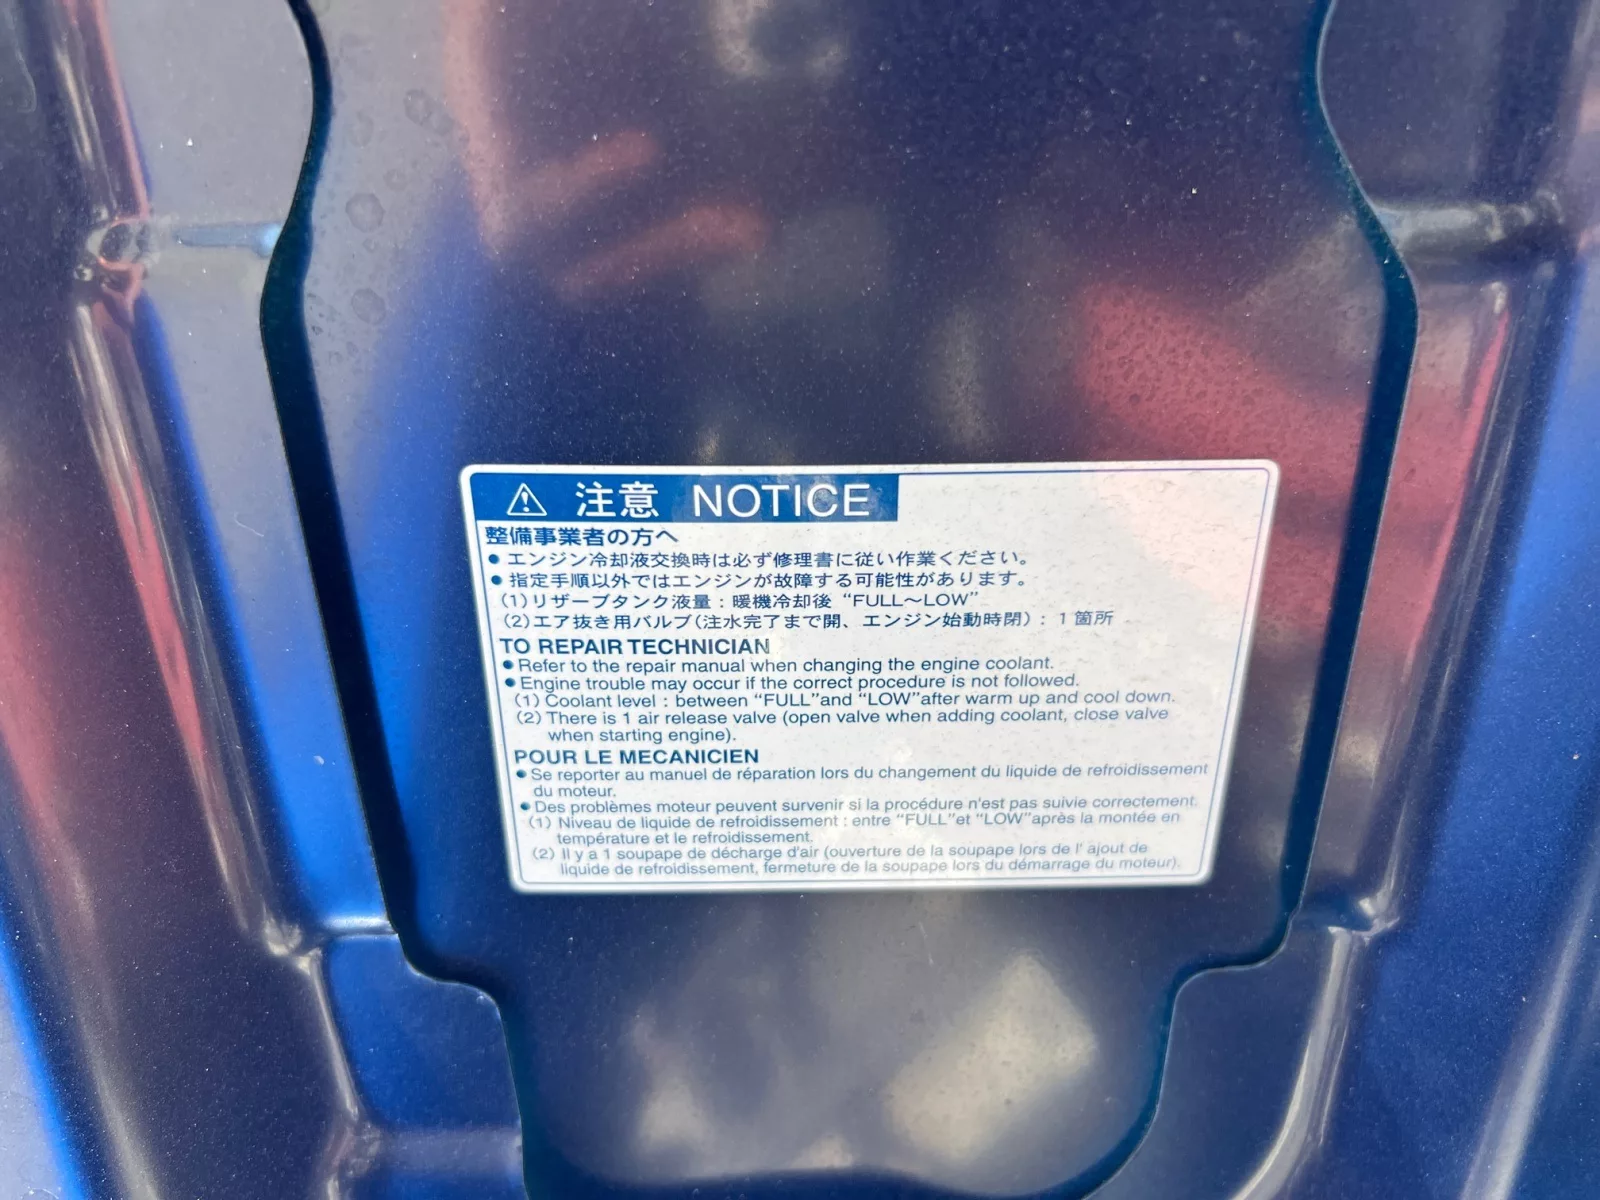 ⚠ 注意 NOTICE
整備事業者の方へ
● エンジン冷却液交換時は必ず修理書に従い作業ください。
● 指定手順以外ではエンジンが故障する可能性があります。
(1)リザーブタンク液量：暖機冷却後 “FULL～LOW”
(2)エア抜き用バルブ(注水完了まで開、エンジン始動時閉)：1箇所
TO REPAIR TECHNICIAN
● Refer to the repair manual when changing the engine coolant.
● Engine trouble may occur if the correct procedure is not followed.
(1) Coolant level : between “FULL”and “LOW”after warm up and cool down.
(2) There is 1 air release valve (open valve when adding coolant, close valve
when starting engine).
POUR LE MECANICIEN
● Se reporter au manuel de réparation lors du changement du liquide de refroidissement
du moteur.
● Des problèmes moteur peuvent survenir si la procédure n'est pas suivie correctement.
(1) Niveau de liquide de refroidissement : entre “FULL”et “LOW”après la montée en
température et le refroidissement.
(2) Il y a 1 soupape de décharge d'air (ouverture de la soupape lors de l' ajout de
liquide de refroidissement, fermeture de la soupape lors du démarrage du moteur).